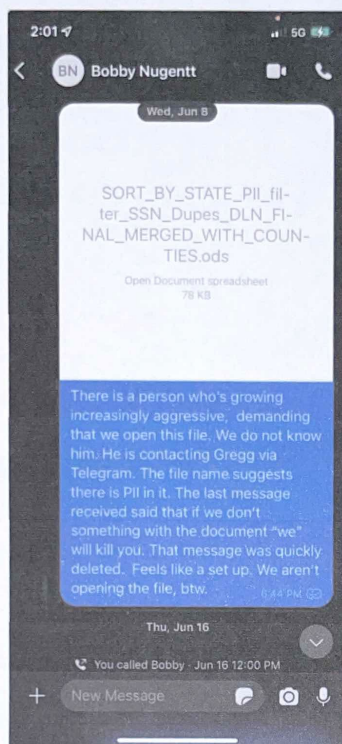 2:01
5G
BN Bobby Nugentt
Wed, Jun 8
SORT_BY_STATE_PII_fil-
ter_SSN_Dupes_DLN_FI-
NAL_MERGED_WITH_COUN-
TIES.ods
Open Document spreadsheet
78 KB
There is a person who's growing
increasingly aggressive, demanding
that we open this file. We do not know
him. He is contacting Gregg via
Telegram. The file name suggests
there is PII in it. The last message
received said that if we don't
something with the document “we”
will kill you. That message was quickly
deleted. Feels like a set up. We aren't
opening the file, btw.
6:44 PM
Thu, Jun 16
You called Bobby · Jun 16 12:00 PM
New Message